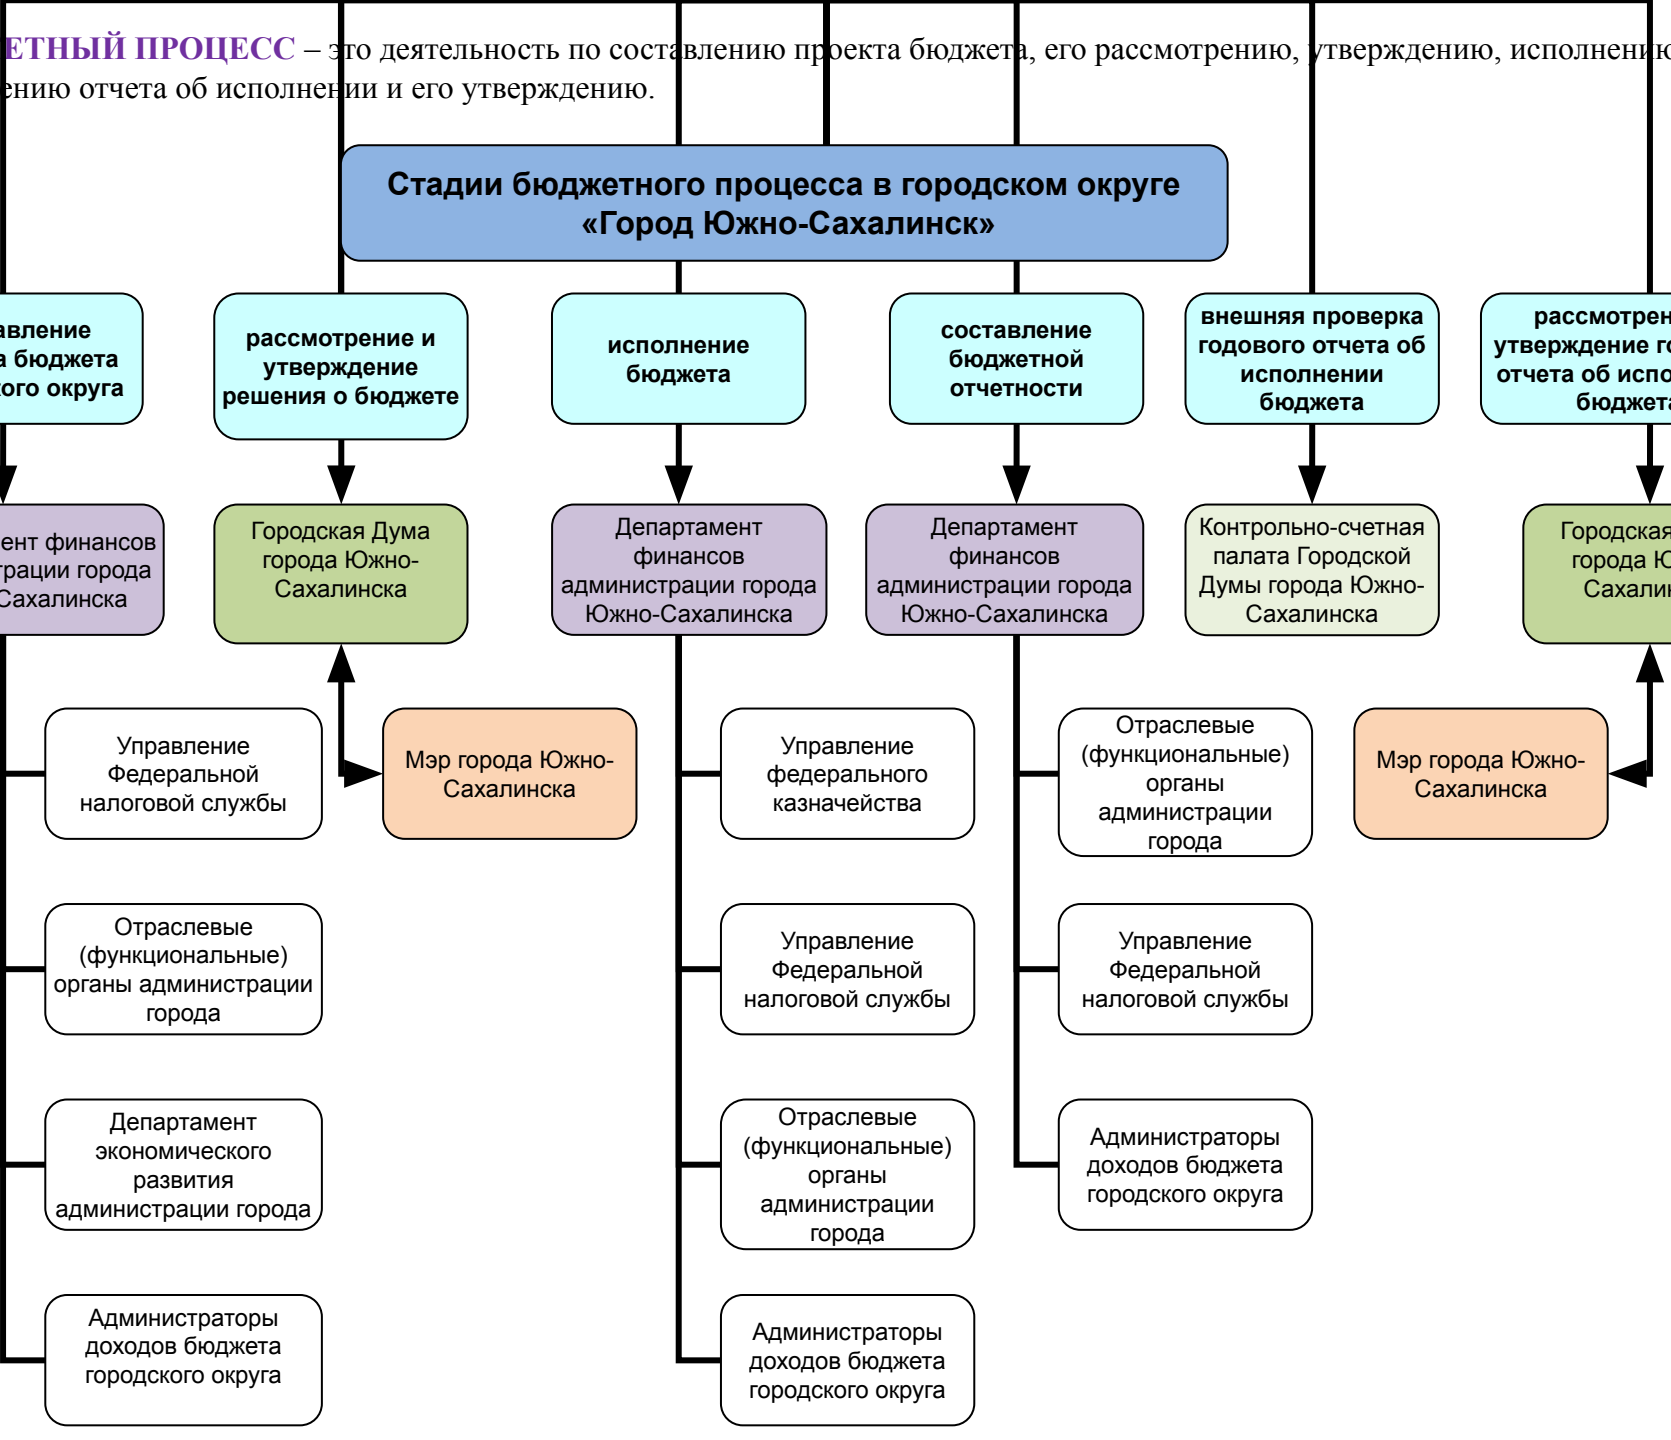 ЕТНЫЙ ПРОЦЕСС – это деятельность по составлению проекта бюджета, его рассмотрению, утверждению, исполнению
ению отчета об исполнении и его утверждению.
Стадии бюджетного процесса в городском округе
«Город Южно-Сахалинск»
авление
а бюджета
ого округа
рассмотрение и
утверждение
решения о бюджете
исполнение
бюджета
составление
бюджетной
отчетности
внешняя проверка
годового отчета об
исполнении
бюджета
рассмотрен
утверждение го
отчета об испо
бюджета
ент финансов
трации города
Сахалинска
Городская Дума
города Южно-
Сахалинска
Департамент
финансов
администрации города
Южно-Сахалинска
Департамент
финансов
администрации города
Южно-Сахалинска
Контрольно-счетная
палата Городской
Думы города Южно-
Сахалинска
Городская
города Ю
Сахалин
Управление
Федеральной
налоговой службы
Отраслевые
(функциональные)
органы администрации
города
Департамент
экономического
развития
администрации города
Администраторы
доходов бюджета
городского округа
Мэр города Южно-
Сахалинска
Управление
федерального
казначейства
Управление
Федеральной
налоговой службы
Отраслевые
(функциональные)
органы
администрации
города
Администраторы
доходов бюджета
городского округа
Отраслевые
(функциональные)
органы
администрации
города
Управление
Федеральной
налоговой службы
Администраторы
доходов бюджета
городского округа
Мэр города Южно-
Сахалинска